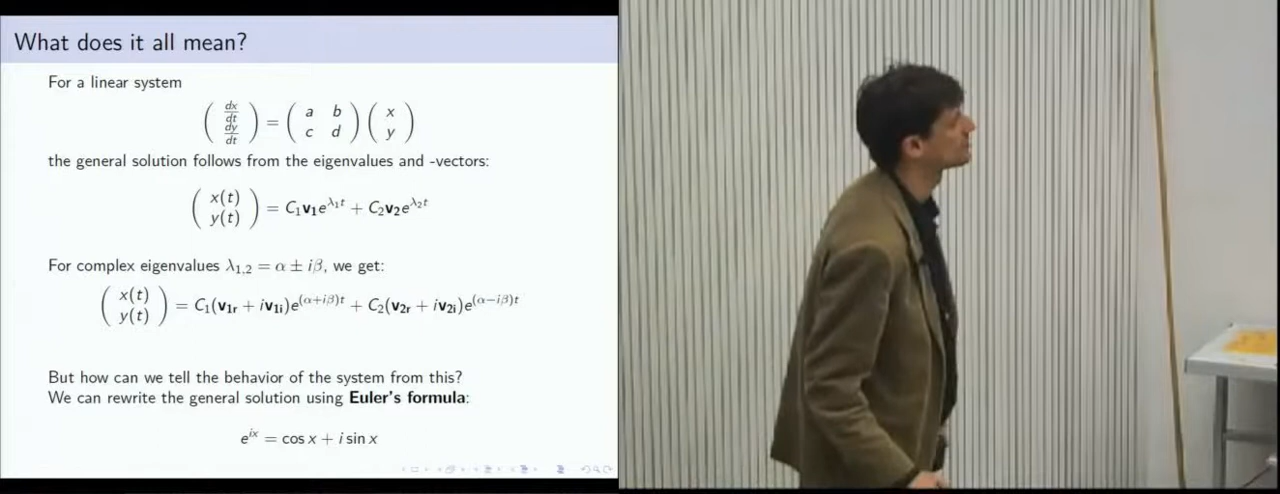 What does it all mean?
For a linear system
( dx/dt dy/dt ) = ( a b c d ) ( x y )
the general solution follows from the eigenvalues and -vectors:
( x(t) y(t) ) = C₁v₁e^{λ₁t} + C₂v₂e^{λ₂t}
For complex eigenvalues λ₁,₂ = α ± iβ, we get:
( x(t) y(t) ) = C₁(v₁ᵣ + iv₁ᵢ)e^{(α+iβ)t} + C₂(v₂ᵣ + iv₂ᵢ)e^{(α−iβ)t}
But how can we tell the behavior of the system from this?
We can rewrite the general solution using Euler's formula:
e^{ix} = cos x + i sin x